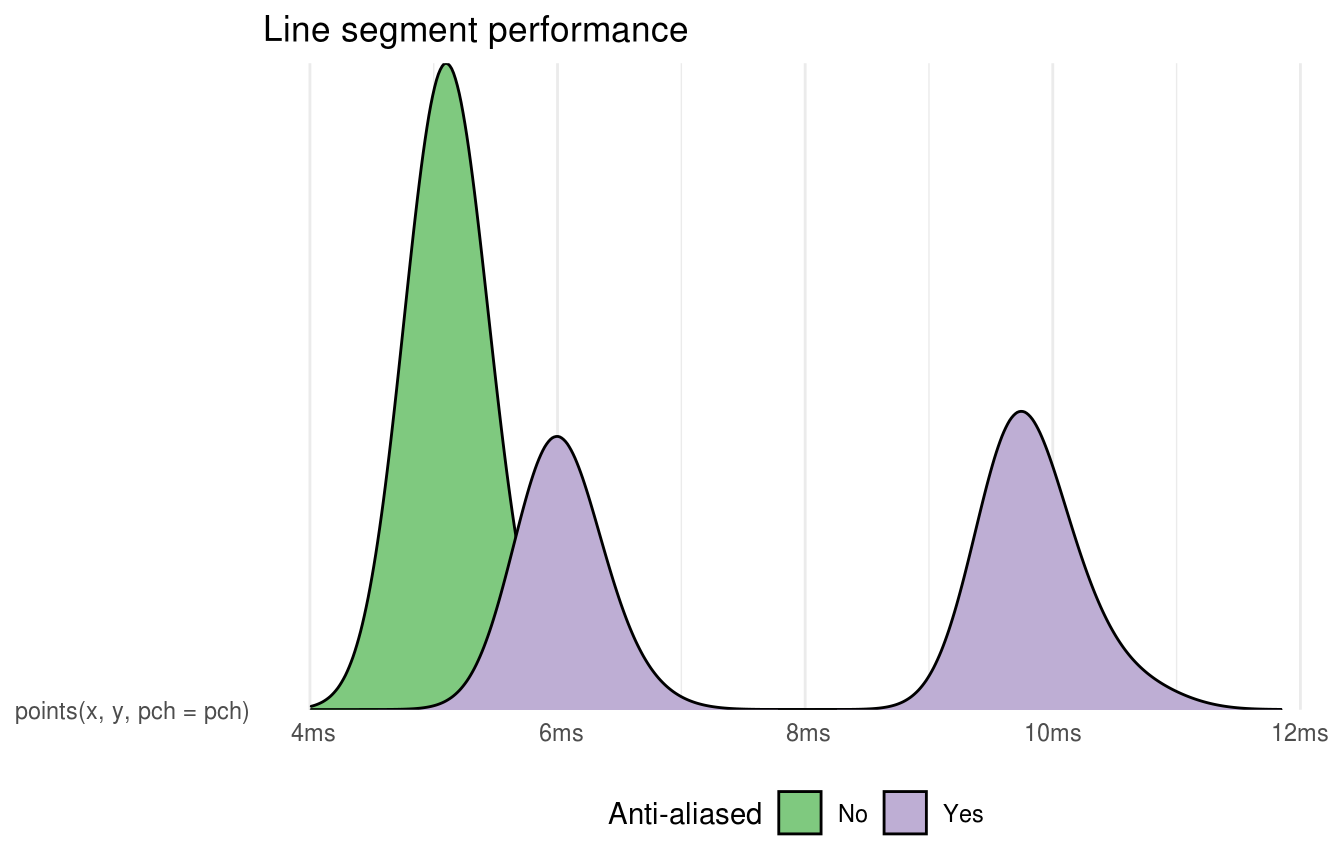 Line segment performance
points(x, y, pch = pch)
4ms 6ms 8ms 10ms 12ms
Anti-aliased No Yes